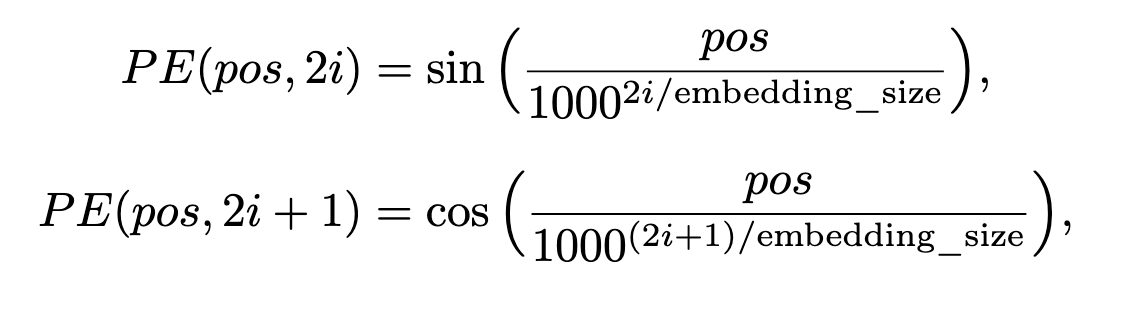 PE(pos, 2i) = sin(pos / 1000^{2i/embedding_size}),
PE(pos, 2i + 1) = cos(pos / 1000^{(2i+1)/embedding_size}),